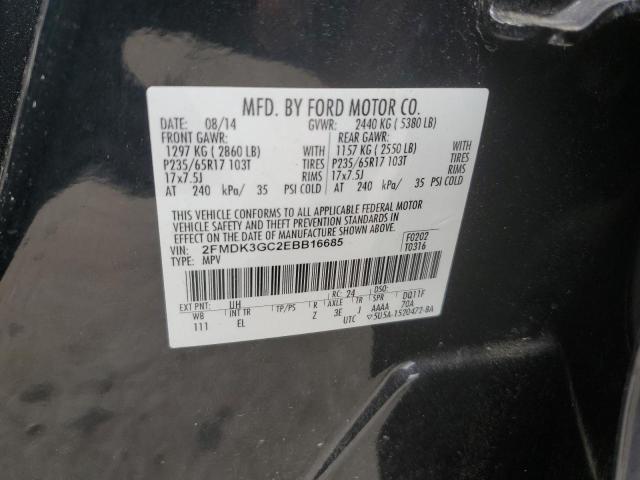 MFD. BY FORD MOTOR CO.
DATE: 08/14 GVWR: 2440 KG ( 5380 LB)
FRONT GAWR: REAR GAWR:
1297 KG ( 2860 LB) WITH 1157 KG ( 2550 LB) WITH
P235/65R17 103T TIRES P235/65R17 103T TIRES
17x7.5J RIMS 17x7.5J RIMS
AT 240 kPa/ 35 PSI COLD AT 240 kPa/ 35 PSI COLD
THIS VEHICLE CONFORMS TO ALL APPLICABLE FEDERAL MOTOR
VEHICLE SAFETY AND THEFT PREVENTION STANDARDS IN
EFFECT ON THE DATE OF MANUFACTURE SHOWN ABOVE.
VIN: 2FMDK3GC2EBB16685 F0202
TYPE: MPV T0316
EXT PNT: UH RC: 24 DSO:
WB INT TR TP/PS R AXLE TR SPR DQ11F
111 EL Z 3E J AAAA 70A
UTC ▽5U5A-1520472-BA